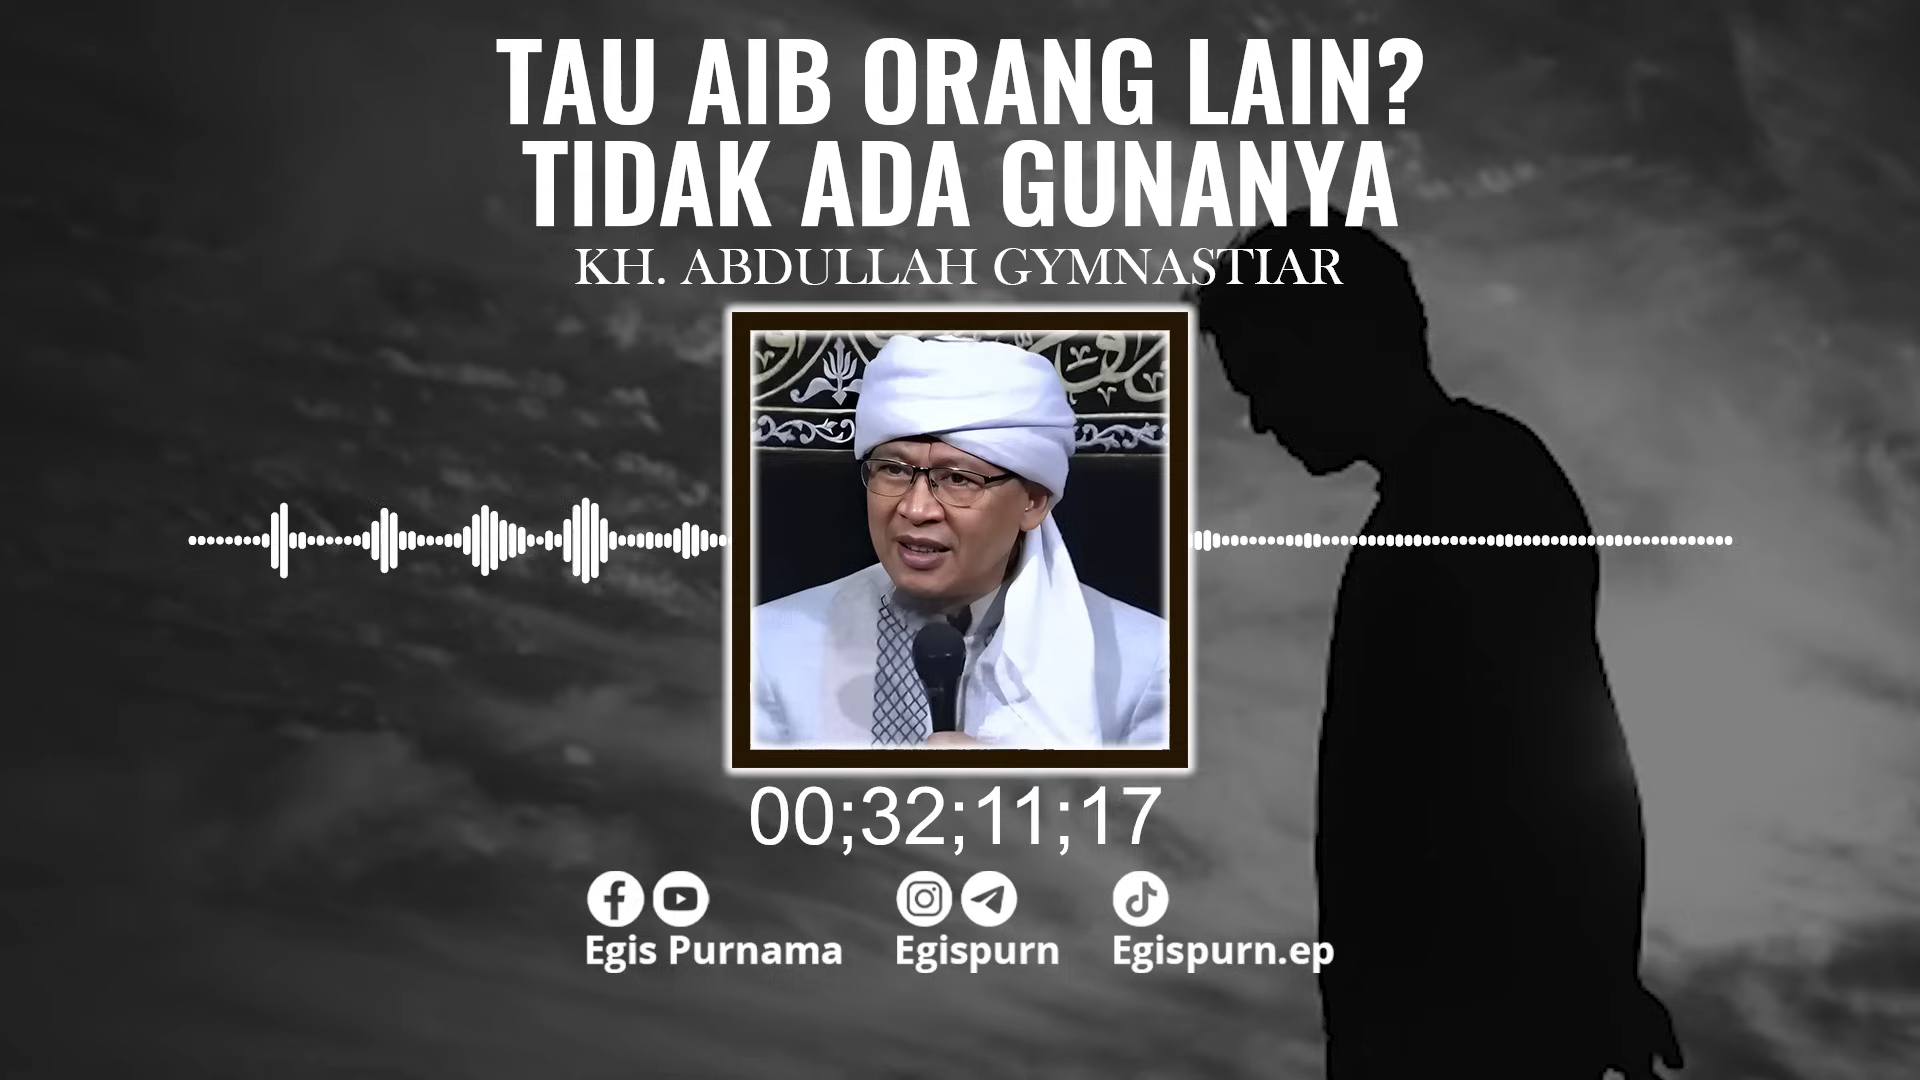 TAU AIB ORANG LAIN?
TIDAK ADA GUNANYA
KH. ABDULLAH GYMNASTIAR
00;32;11;17
Egis Purnama
Egispurn
Egispurn.ep